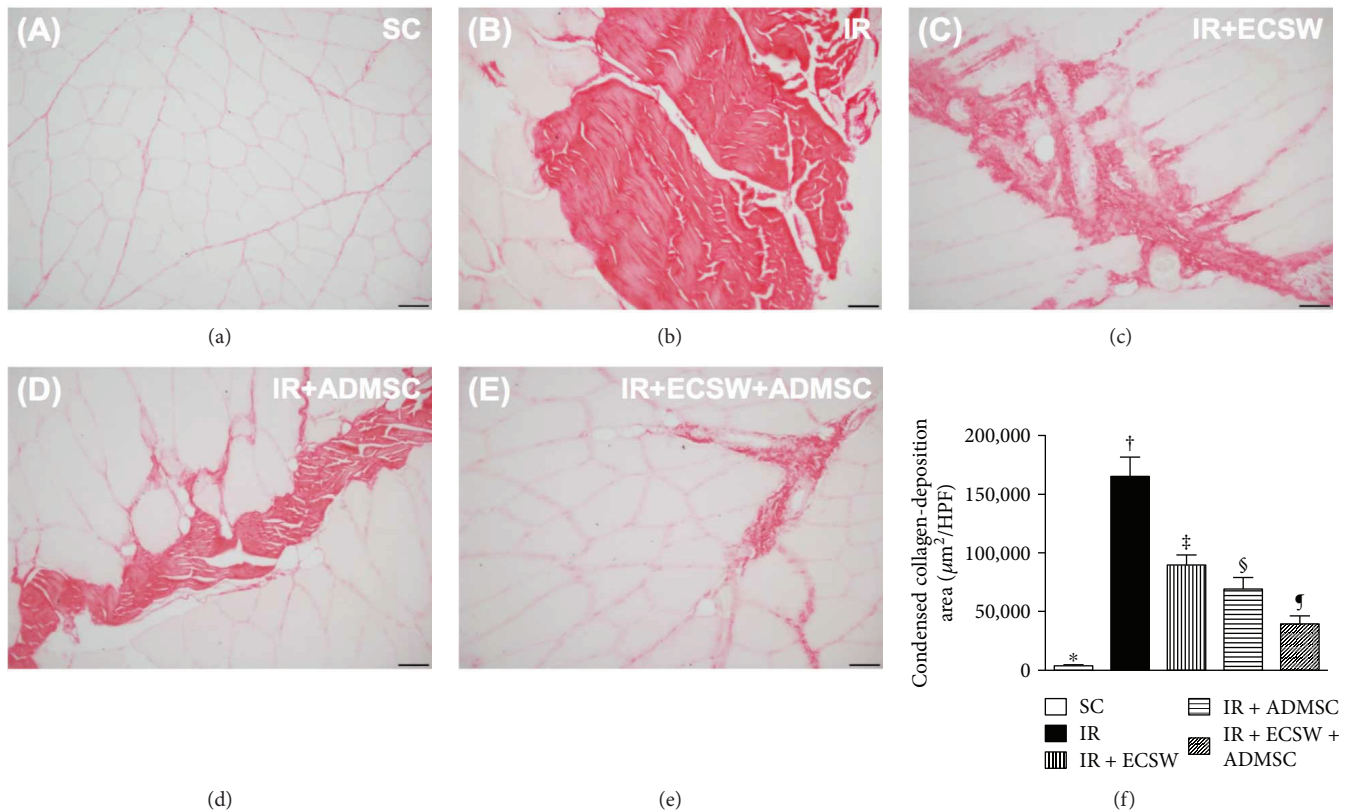 (A) SC
(B) IR
(C) IR+ECSW
(a)
(b)
(c)
(D) IR+ADMSC
(E) IR+ECSW+ADMSC
(d)
(e)
Condensed collagen-deposition
area (μm²/HPF)
200,000
150,000
100,000
50,000
0
*
†
‡
§
¶
SC
IR
IR + ECSW
IR + ADMSC
IR + ECSW +
ADMSC
(f)